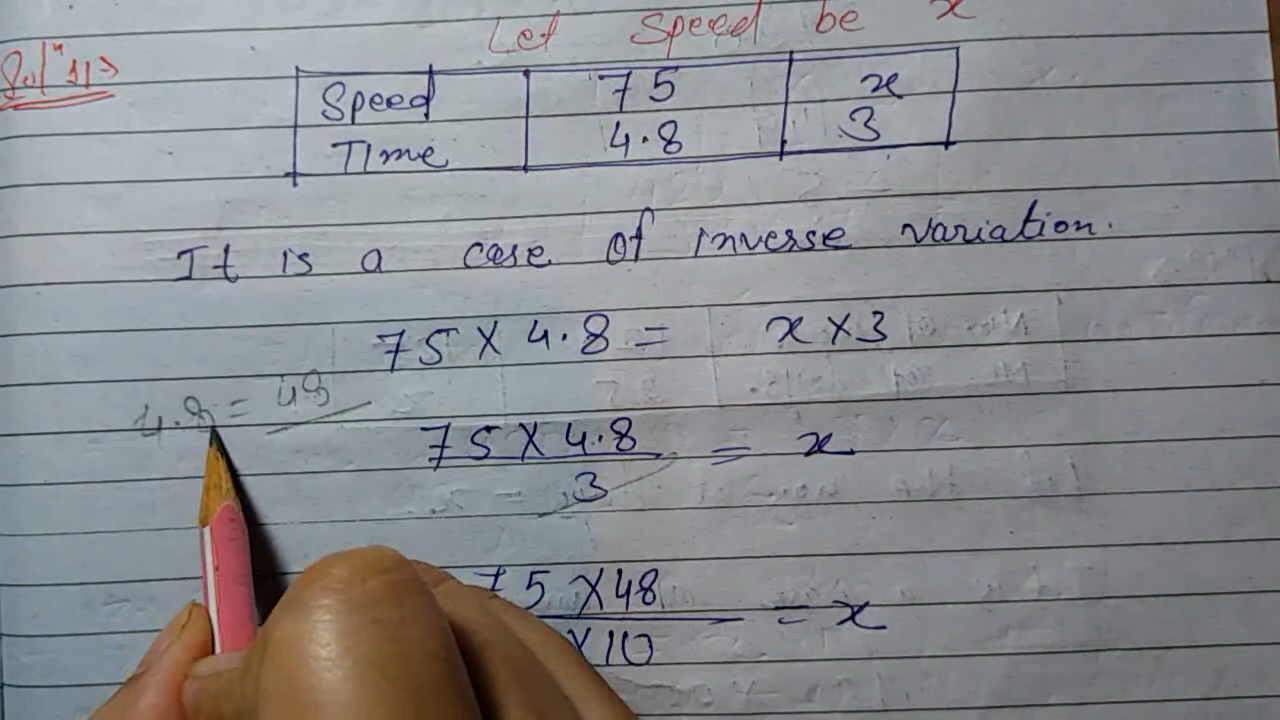 Let Speed be x
Sol^n 11⇒
Speed 75 x
TIme 4.8 3
It is a case of inverse variation.
75 × 4.8 = x × 3
4.8 = 48
75 × 4.8 = x
3
75 × 48 = x
× 10